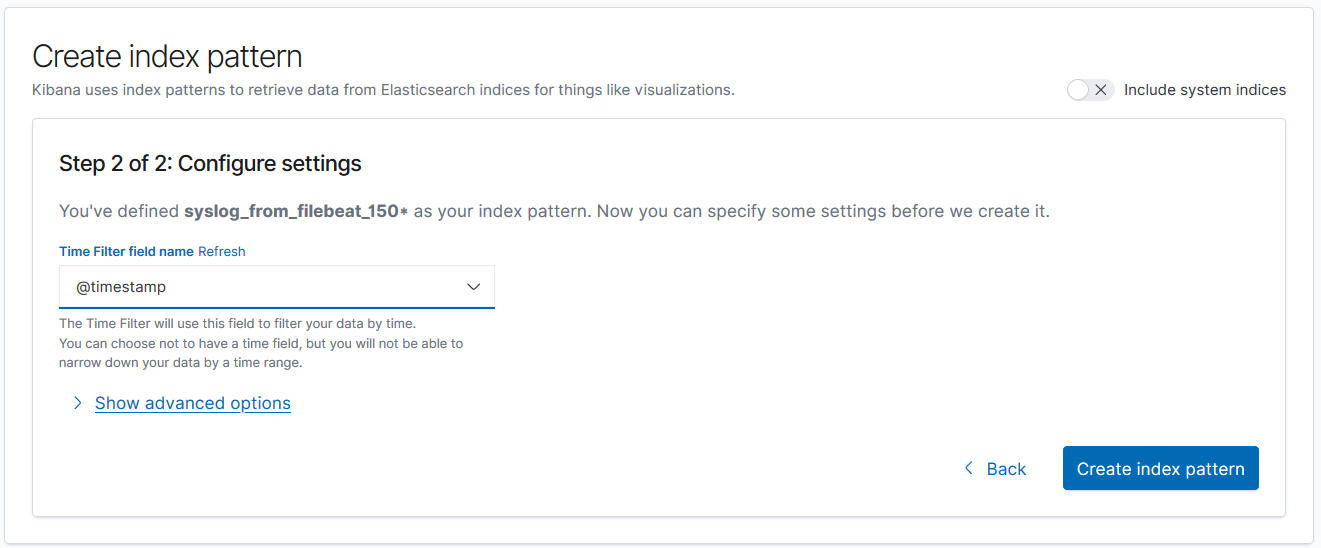 Create index pattern
Kibana uses index patterns to retrieve data from Elasticsearch indices for things like visualizations.
Include system indices
Step 2 of 2: Configure settings
You've defined syslog_from_filebeat_150* as your index pattern. Now you can specify some settings before we create it.
Time Filter field name Refresh
@timestamp
The Time Filter will use this field to filter your data by time.
You can choose not to have a time field, but you will not be able to
narrow down your data by a time range.
Show advanced options
Back
Create index pattern